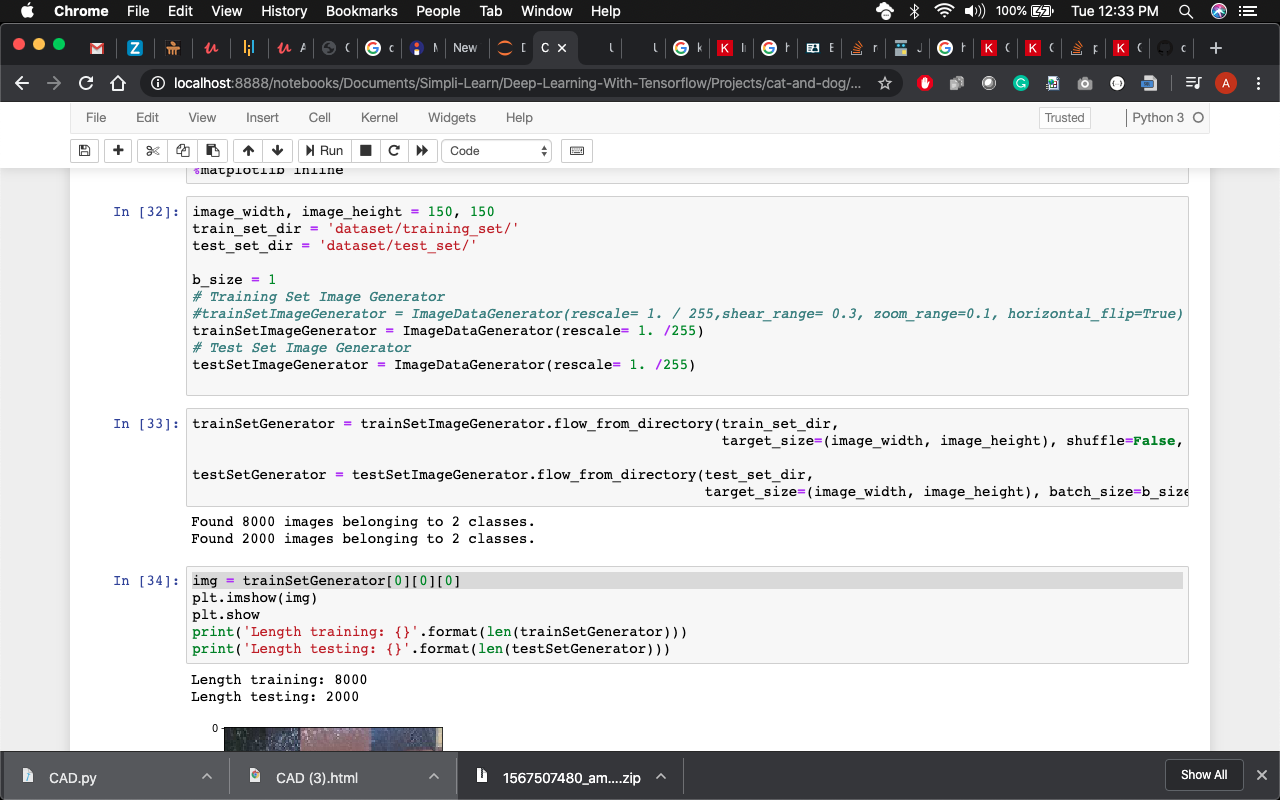 Chrome File Edit View History Bookmarks People Tab Window Help 100% Tue 12:33 PM
New
localhost:8888/notebooks/Documents/Simpli-Learn/Deep-Learning-With-Tensorflow/Projects/cat-and-dog/...
A
File Edit View Insert Cell Kernel Widgets Help Trusted Python 3
Run Code
%matplotlib inline
In [32]: image_width, image_height = 150, 150
train_set_dir = 'dataset/training_set/'
test_set_dir = 'dataset/test_set/'
b_size = 1
# Training Set Image Generator
#trainSetImageGenerator = ImageDataGenerator(rescale= 1. / 255,shear_range= 0.3, zoom_range=0.1, horizontal_flip=True)
trainSetImageGenerator = ImageDataGenerator(rescale= 1. /255)
# Test Set Image Generator
testSetImageGenerator = ImageDataGenerator(rescale= 1. /255)
In [33]: trainSetGenerator = trainSetImageGenerator.flow_from_directory(train_set_dir,
target_size=(image_width, image_height), shuffle=False,
testSetGenerator = testSetImageGenerator.flow_from_directory(test_set_dir,
target_size=(image_width, image_height), batch_size=b_size
Found 8000 images belonging to 2 classes.
Found 2000 images belonging to 2 classes.
In [34]: img = trainSetGenerator[0][0][0]
plt.imshow(img)
plt.show
print('Length training: {}'.format(len(trainSetGenerator)))
print('Length testing: {}'.format(len(testSetGenerator)))
Length training: 8000
Length testing: 2000
0
CAD.py CAD (3).html 1567507480_am....zip Show All